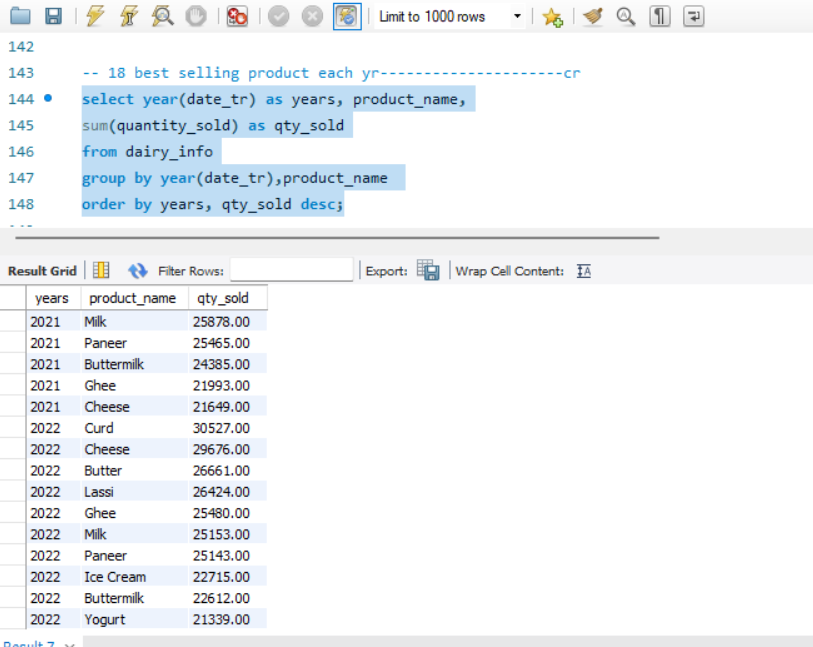 Limit to 1000 rows
142
143 -- 18 best selling product each yr---------------------cr
144 select year(date_tr) as years, product_name,
145 sum(quantity_sold) as qty_sold
146 from dairy_info
147 group by year(date_tr),product_name
148 order by years, qty_sold desc;
Result Grid Filter Rows: Export: Wrap Cell Content: IA
years product_name qty_sold
2021 Milk 25878.00
2021 Paneer 25465.00
2021 Buttermilk 24385.00
2021 Ghee 21993.00
2021 Cheese 21649.00
2022 Curd 30527.00
2022 Cheese 29676.00
2022 Butter 26661.00
2022 Lassi 26424.00
2022 Ghee 25480.00
2022 Milk 25153.00
2022 Paneer 25143.00
2022 Ice Cream 22715.00
2022 Buttermilk 22612.00
2022 Yogurt 21339.00
Result 7